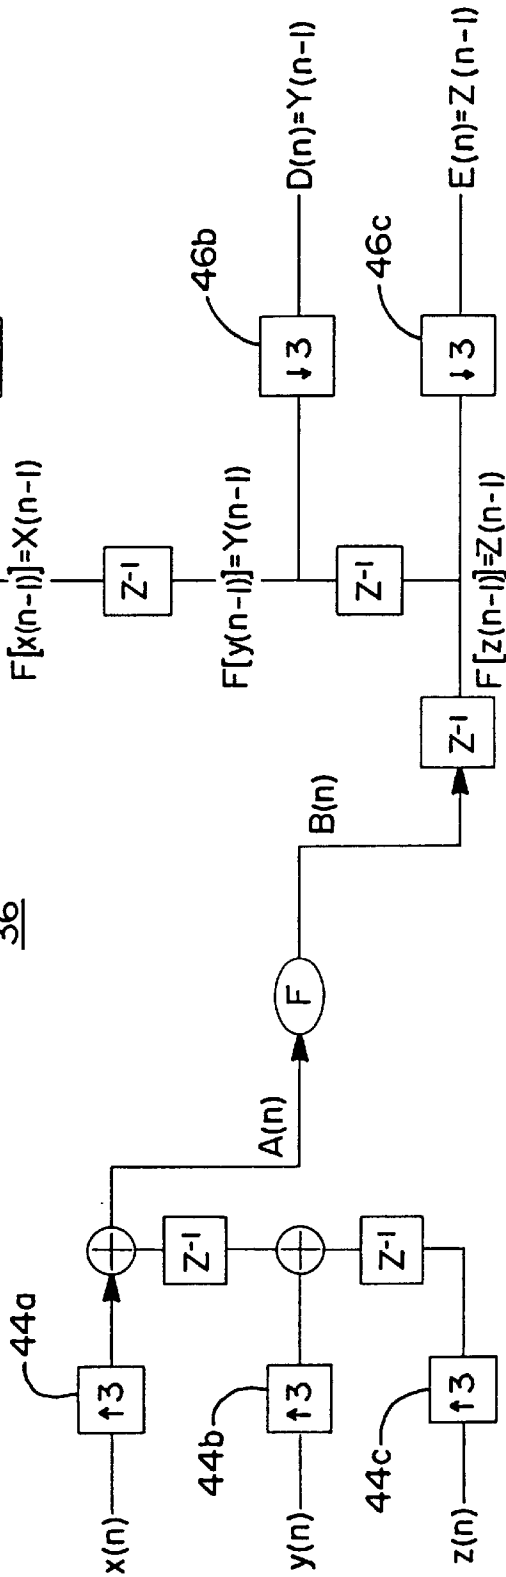 36
x(n)
44a
↑3
Z-1
A(n)
F
B(n)
y(n)
44b
↑3
Z-1
z(n)
44c
↑3
Z-1
F[z(n-1)]=Z(n-1)
F[x(n-1)]=X(n-1)
Z-1
F[y(n-1)]=Y(n-1)
Z-1
46b
↓3
D(n)=Y(n-1)
46c
↓3
E(n)=Z(n-1)